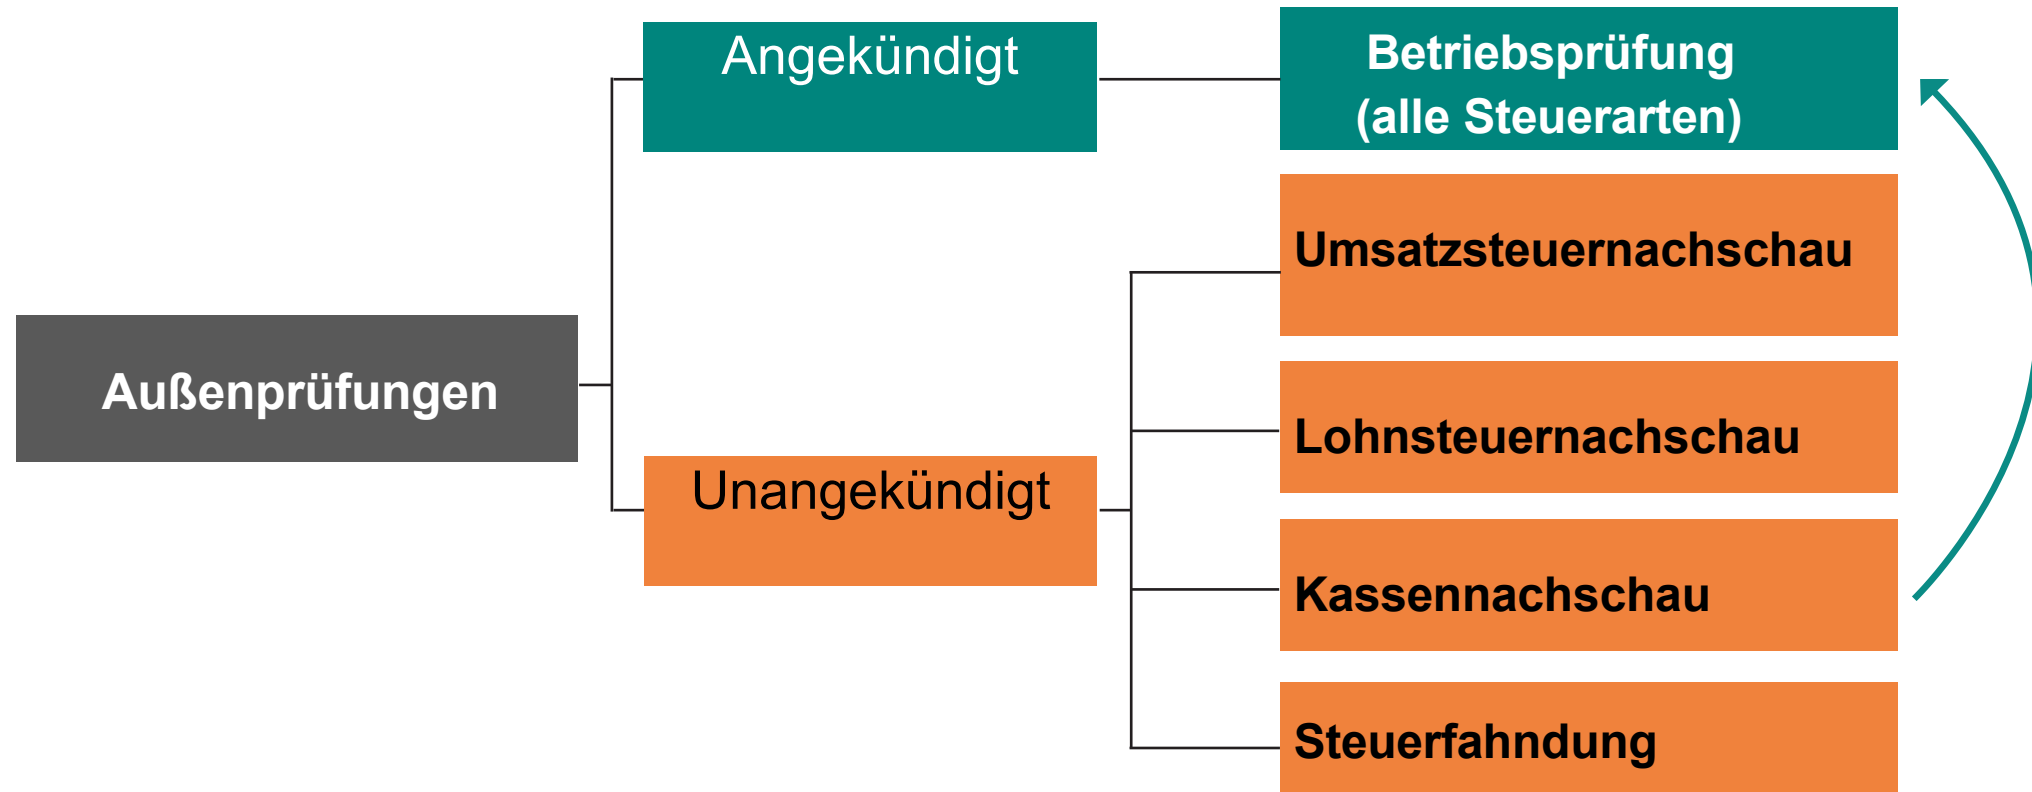 Angekündigt
Betriebsprüfung
(alle Steuerarten)
Umsatzsteuernachschau
Außenprüfungen
Lohnsteuernachschau
Unangekündigt
Kassennachschau
Steuerfahndung